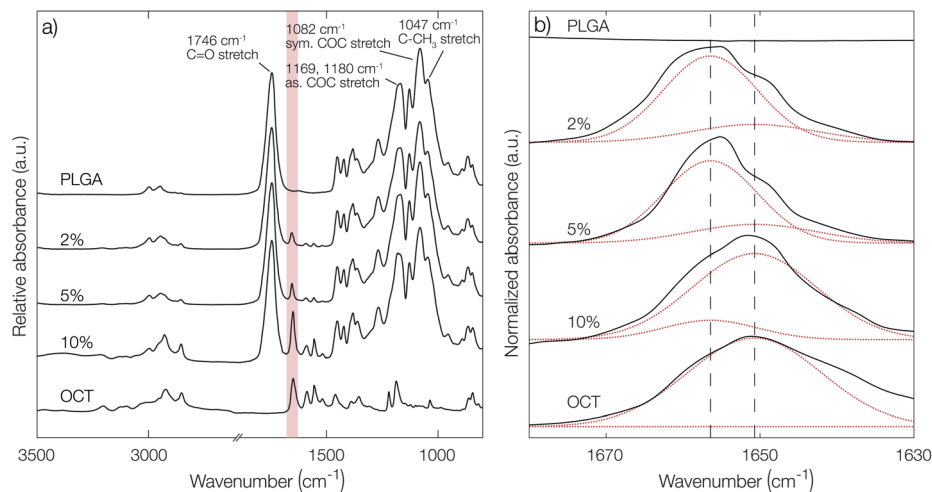 a)
1746 cm⁻¹
C=O stretch
1082 cm⁻¹
sym. COC stretch
1169, 1180 cm⁻¹
as. COC stretch
1047 cm⁻¹
C-CH₃ stretch
PLGA
2%
5%
10%
OCT
Relative absorbance (a.u.)
3500
3000
//
1500
1000
Wavenumber (cm⁻¹)
b)
PLGA
2%
5%
10%
OCT
Normalized absorbance (a.u.)
1670
1650
1630
Wavenumber (cm⁻¹)